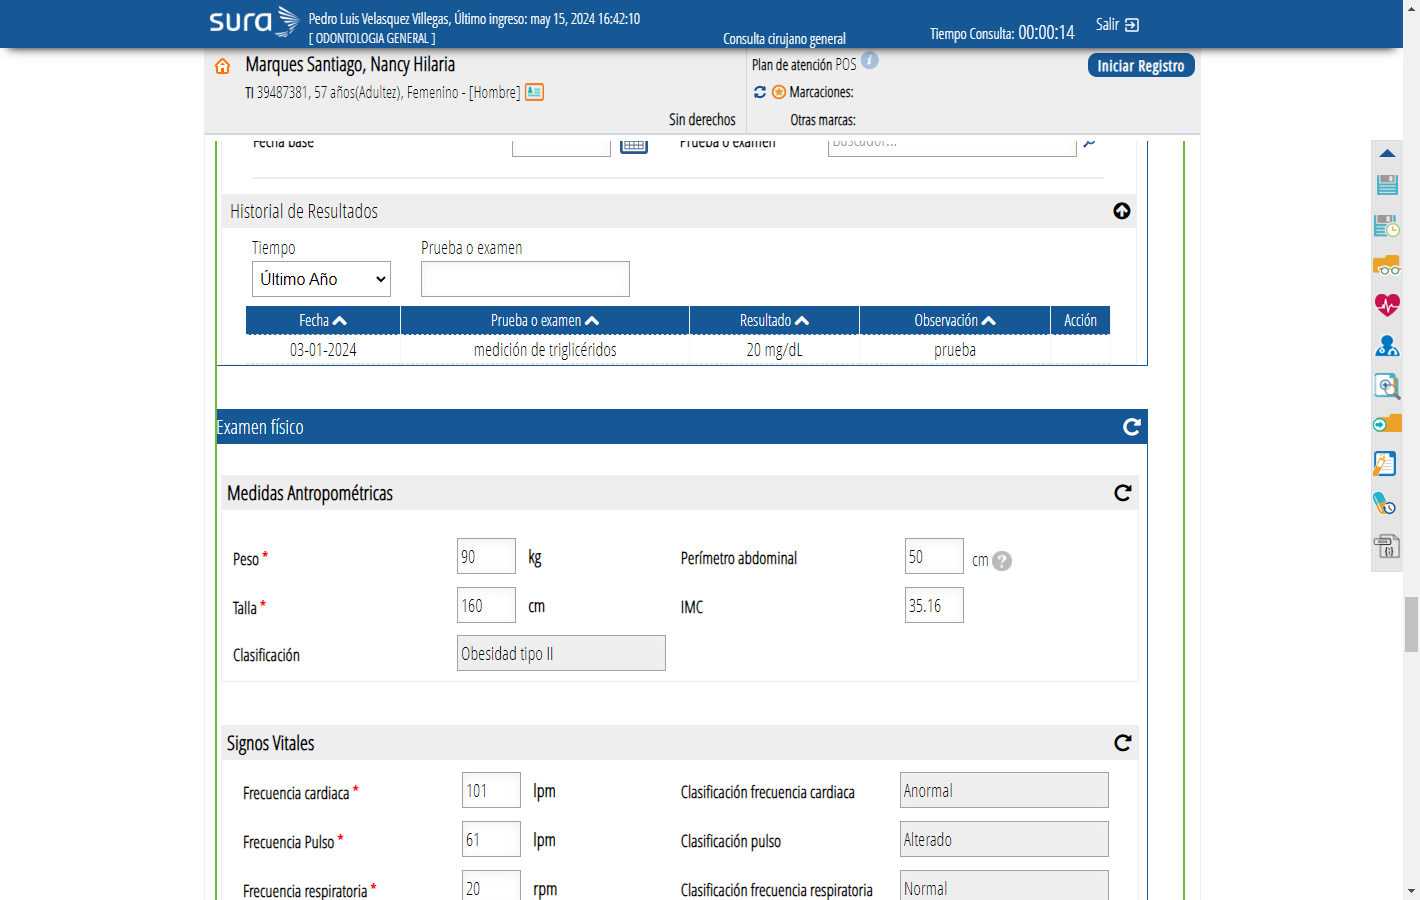 sura
Pedro Luis Velasquez Villegas, Último ingreso: may 15, 2024 16:42:10
[ ODONTOLOGIA GENERAL ]
Consulta cirujano general
Tiempo Consulta: 00:00:14
Salir
Marques Santiago, Nancy Hilaria
TI 39487381, 57 años(Adultez), Femenino - [Hombre]
Sin derechos
Plan de atención POS
Marcaciones:
Otras marcas:
Iniciar Registro
Fecha base
Prueba o examen
Buscador...
Historial de Resultados
Tiempo
Prueba o examen
Último Año
Fecha Prueba o examen Resultado Observación Acción
03-01-2024 medición de triglicéridos 20 mg/dL prueba
Examen físico
Medidas Antropométricas
Peso * 90 kg Perímetro abdominal 50 cm ?
Talla * 160 cm IMC 35.16
Clasificación Obesidad tipo II
Signos Vitales
Frecuencia cardiaca * 101 lpm Clasificación frecuencia cardiaca Anormal
Frecuencia Pulso * 61 lpm Clasificación pulso Alterado
Frecuencia respiratoria * 20 rpm Clasificación frecuencia respiratoria Normal